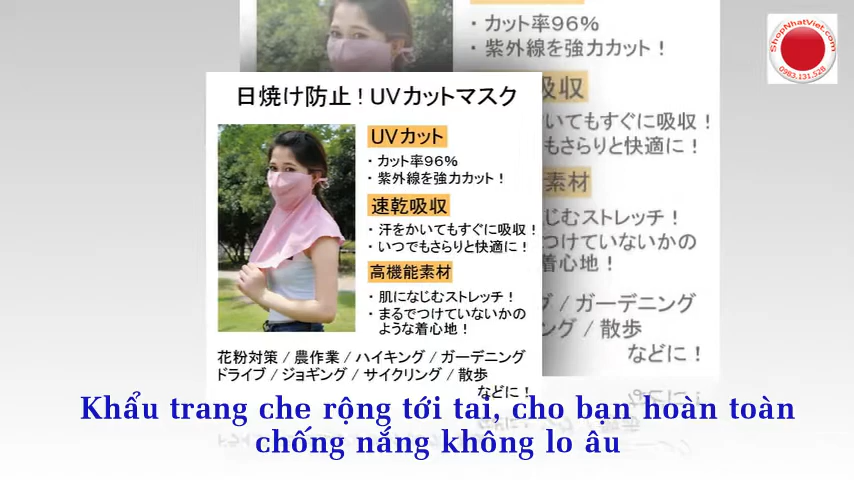 カット率96%
・紫外線を強力カット！
ShopNhatViet.com
0983.131.528
日焼け防止！UVカットマスク
UVカット
・カット率96%
・紫外線を強力カット！
速乾吸収
・汗をかいてもすぐに吸収！
・いつでもさらりと快適に！
高機能素材
・肌になじむストレッチ！
・まるでつけていないかの
ような着心地！
花粉対策 / 農作業 / ハイキング / ガーデニング
ドライブ / ジョギング / サイクリング / 散歩
などに！
吸収
いてもすぐに吸収！
もさらりと快適に！
素材
じむストレッチ！
つけていないかの
着心地！
グ / ガーデニング
ング / 散歩
などに！
Khẩu trang che rộng tới tai, cho bạn hoàn toàn
chống nắng không lo âu